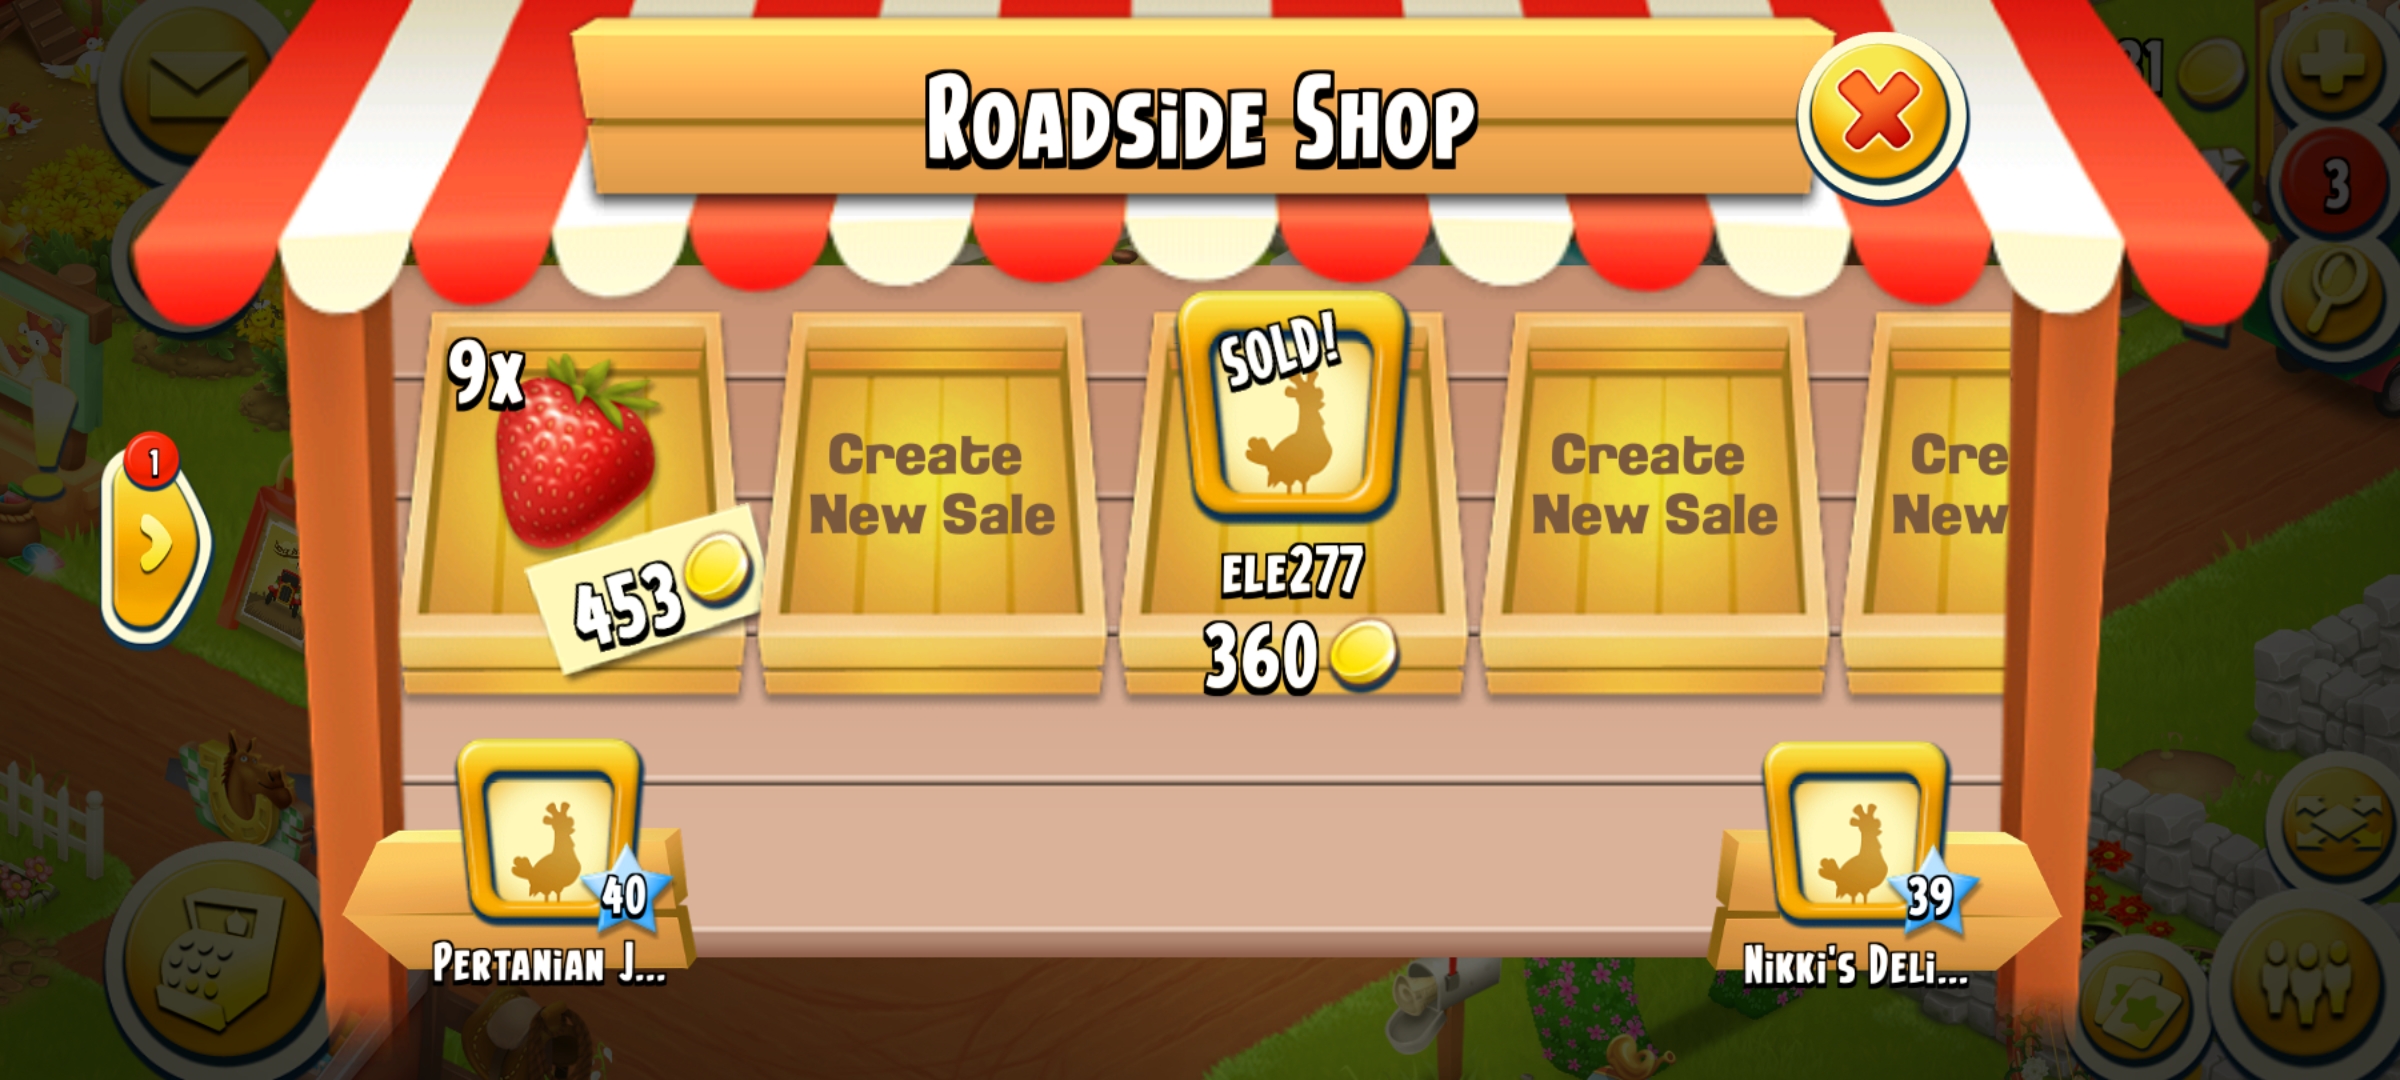 Roadside Shop
3
9x
SOLD!
Create
New Sale
Create
New Sale
Cre
New
1
453
ELE277
360
40
39
Pertanian J...
Nikki's Deli...